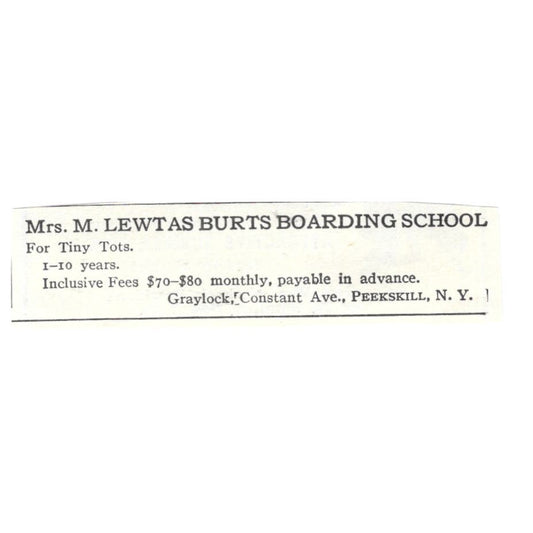 Mrs. M. LEWTAS BURTS BOARDING SCHOOL
For Tiny Tots.
1-10 years.
Inclusive Fees $70-$80 monthly, payable in advance.
Graylock, Constant Ave., PEEKSKILL, N. Y.